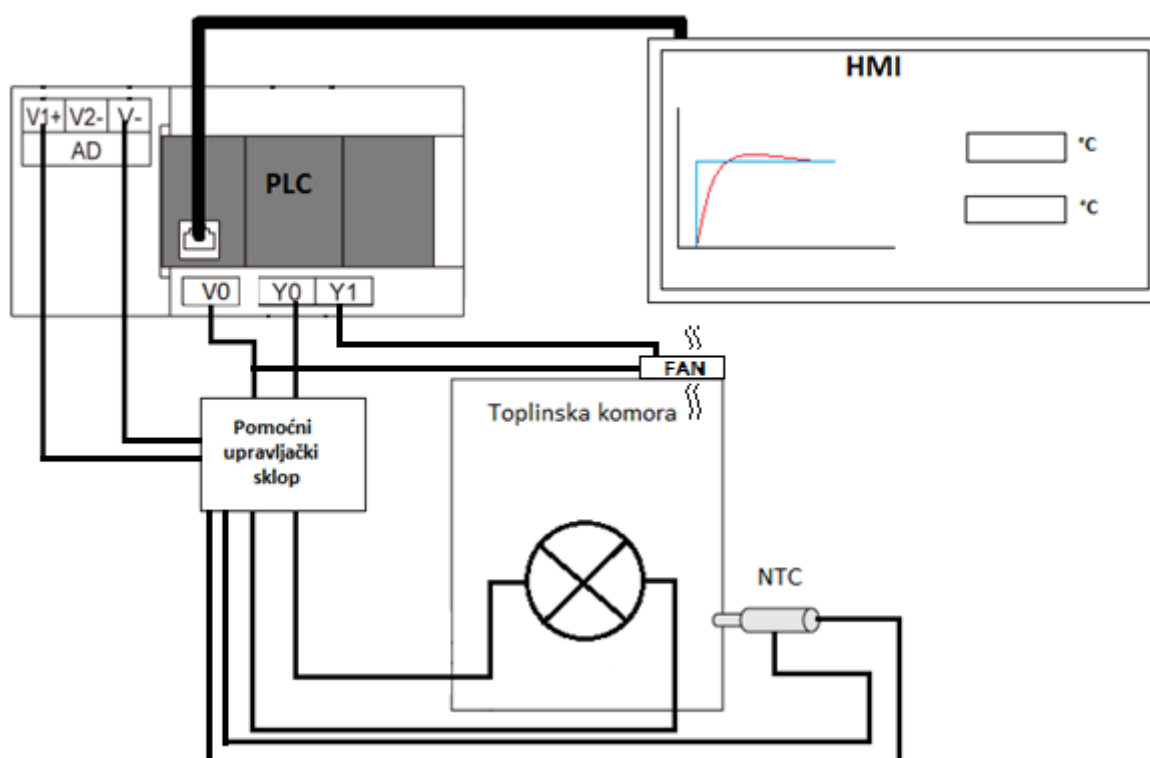 HMI
V1+ V2- V-
AD
°C
PLC
°C
V0 Y0 Y1
FAN
Toplinska komora
Pomoćni
upravljački
sklop
NTC